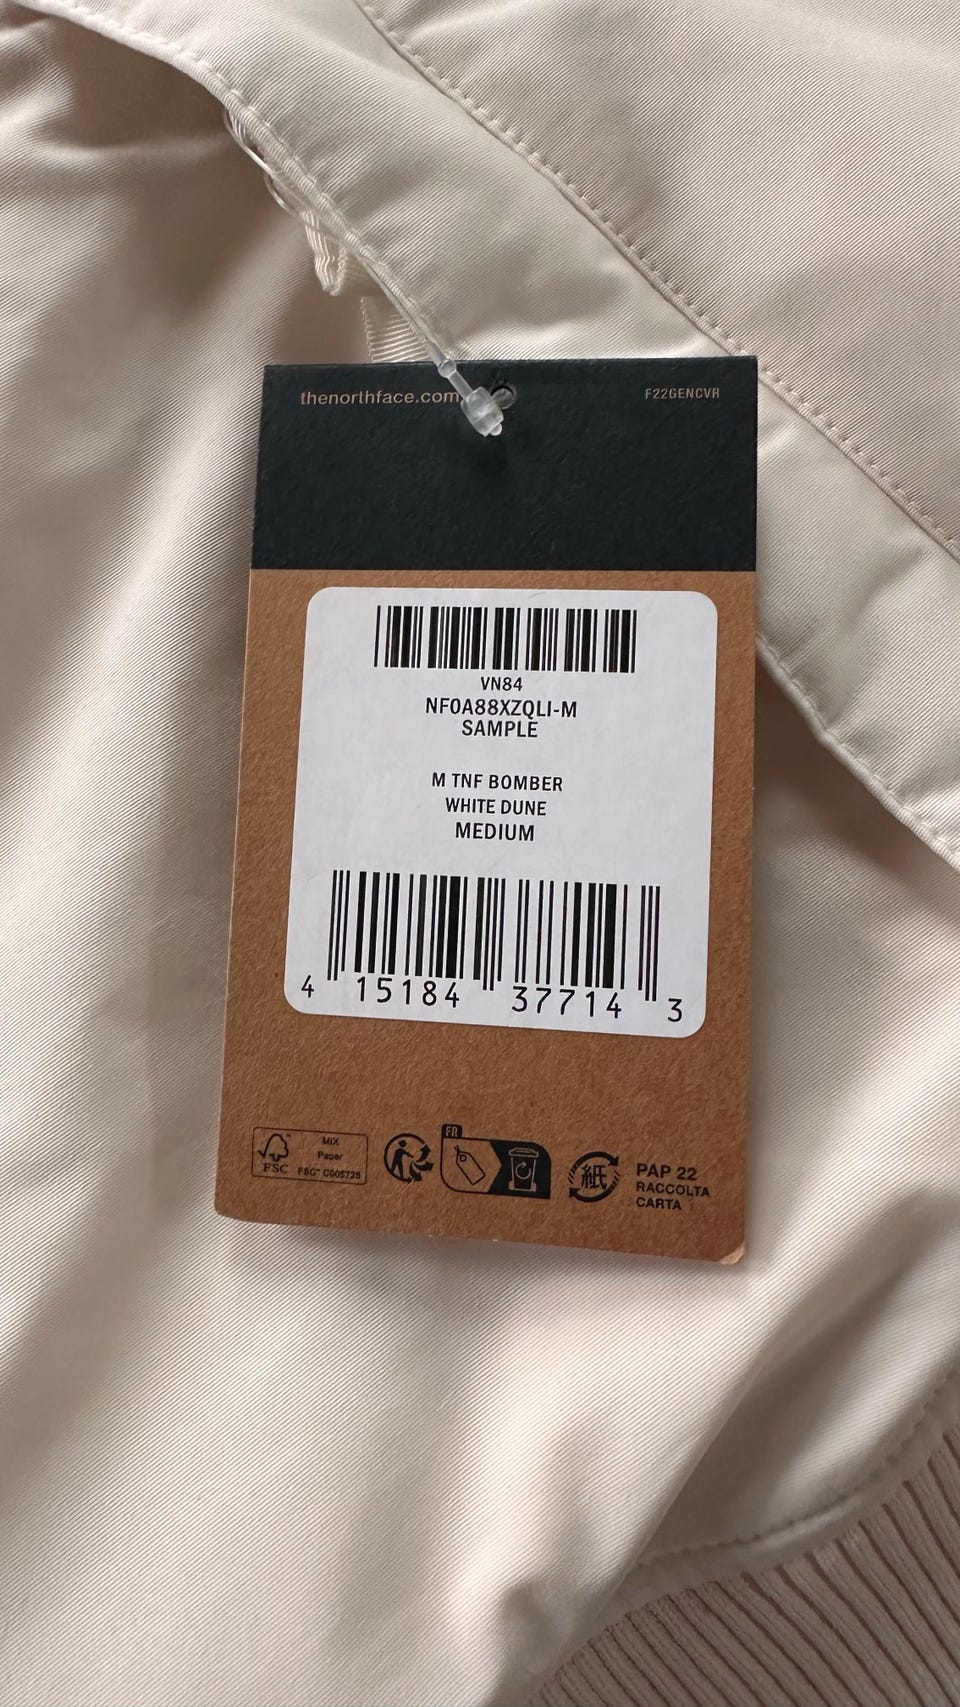 thenorthface.com
F22GENCVR
VN84
NF0A88XZQLI-M
SAMPLE
M TNF BOMBER
WHITE DUNE
MEDIUM
4 15184 37714 3
FSC
MIX
Paper
FSC™ C005725
FR
紙
PAP 22
RACCOLTA
CARTA